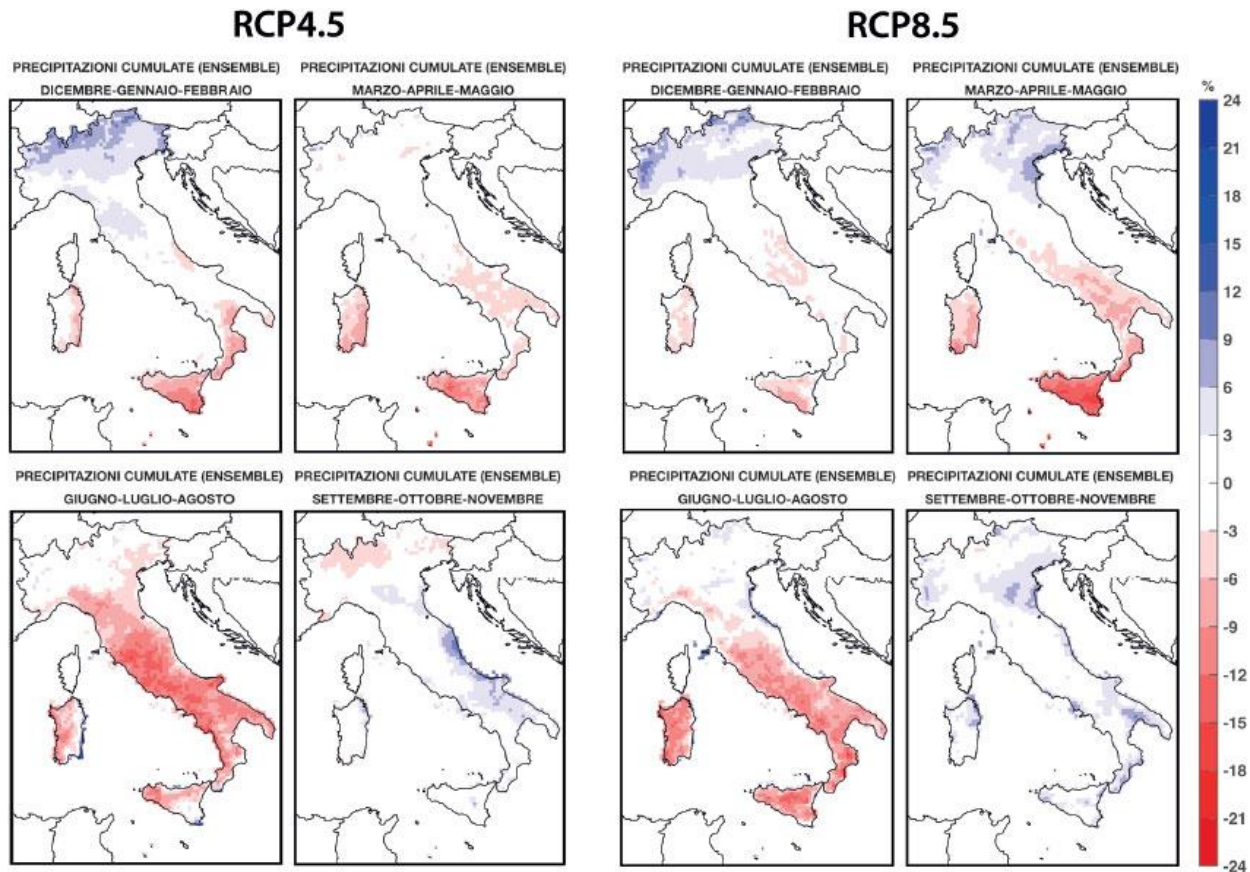 RCP4.5
RCP8.5
PRECIPITAZIONI CUMULATE (ENSEMBLE)
DICEMBRE-GENNAIO-FEBBRAIO
PRECIPITAZIONI CUMULATE (ENSEMBLE)
MARZO-APRILE-MAGGIO
PRECIPITAZIONI CUMULATE (ENSEMBLE)
DICEMBRE-GENNAIO-FEBBRAIO
PRECIPITAZIONI CUMULATE (ENSEMBLE)
MARZO-APRILE-MAGGIO
%
24
21
18
15
12
9
6
3
0
-3
-6
-9
-12
-15
-18
-21
-24
PRECIPITAZIONI CUMULATE (ENSEMBLE)
GIUGNO-LUGLIO-AGOSTO
PRECIPITAZIONI CUMULATE (ENSEMBLE)
SETTEMBRE-OTTOBRE-NOVEMBRE
PRECIPITAZIONI CUMULATE (ENSEMBLE)
GIUGNO-LUGLIO-AGOSTO
PRECIPITAZIONI CUMULATE (ENSEMBLE)
SETTEMBRE-OTTOBRE-NOVEMBRE